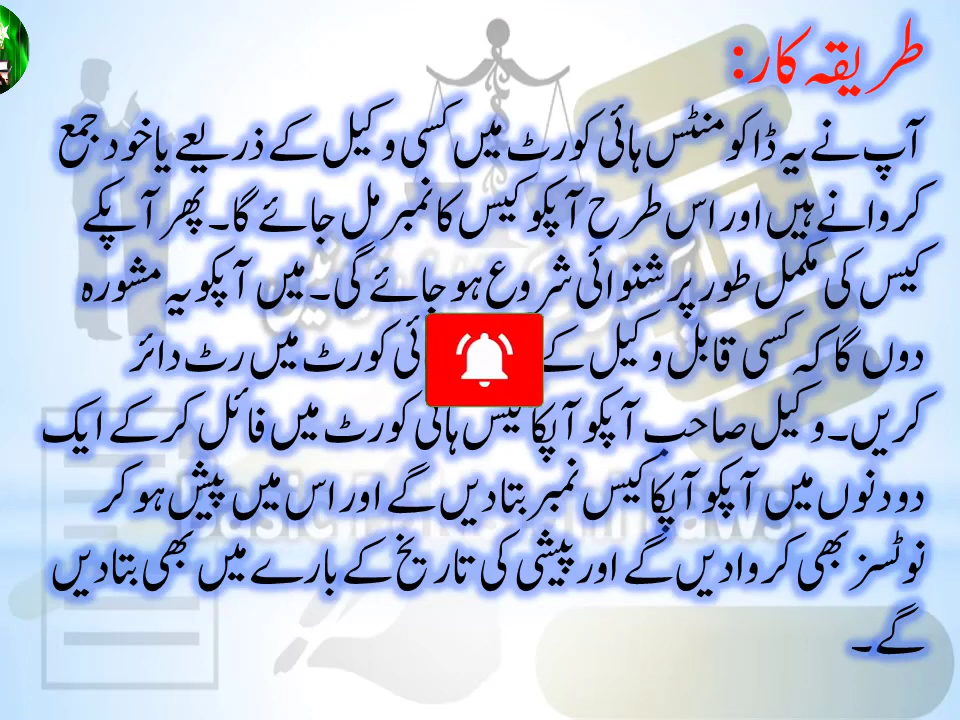 طریقہ کار:
آپ نے یہ ڈاکو منٹس ہائی کورٹ میں کسی وکیل کے ذریعے یا خود جمع
کروانے ہیں اور اس طرح آپکو کیس کا نمبر مل جائے گا۔ پھر آپکے
کیس کی مکمل طور پر شنوائی شروع ہو جائے گی۔ میں آپکو یہ مشورہ
دوں گا کہ کسی قابل وکیل کے ئی کورٹ میں رٹ دائر
کریں۔ وکیل صاحب آپکو آپکا کیس ہائی کورٹ میں فائل کر کے ایک
دو دنوں میں آپکو آپکا کیس نمبر بتا دیں گے اور اس میں پیش ہو کر
نوٹسز بھی کروا دیں گے اور پیشی کی تاریخ کے بارے میں بھی بتا دیں
گے۔